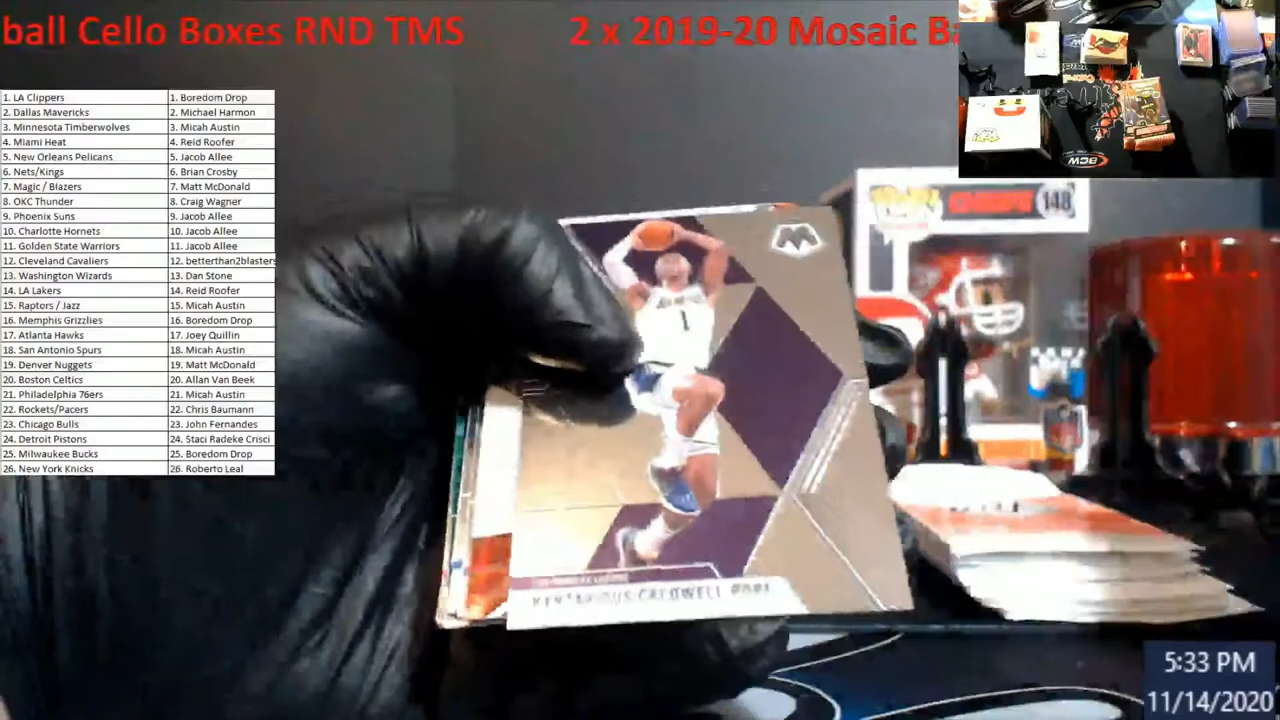 ball Cello Boxes RND TMS 2 x 2019-20 Mosaic Ba
1. LA Clippers 1. Boredom Drop
2. Dallas Mavericks 2. Michael Harmon
3. Minnesota Timberwolves 3. Micah Austin
4. Miami Heat 4. Reid Roofer
5. New Orleans Pelicans 5. Jacob Allee
6. Nets/Kings 6. Brian Crosby
7. Magic / Blazers 7. Matt McDonald
8. OKC Thunder 8. Craig Wagner
9. Phoenix Suns 9. Jacob Allee
10. Charlotte Hornets 10. Jacob Allee
11. Golden State Warriors 11. Jacob Allee
12. Cleveland Cavaliers 12. betterthan2blasters
13. Washington Wizards 13. Dan Stone
14. LA Lakers 14. Reid Roofer
15. Raptors / Jazz 15. Micah Austin
16. Memphis Grizzlies 16. Boredom Drop
17. Atlanta Hawks 17. Joey Quillin
18. San Antonio Spurs 18. Micah Austin
19. Denver Nuggets 19. Matt McDonald
20. Boston Celtics 20. Allan Van Beek
21. Philadelphia 76ers 21. Micah Austin
22. Rockets/Pacers 22. Chris Baumann
23. Chicago Bulls 23. John Fernandes
24. Detroit Pistons 24. Staci Radeke Crisci
25. Milwaukee Bucks 25. Boredom Drop
26. New York Knicks 26. Roberto Leal
BCW
POP!
CHIEFS
148
1
NFL
KENTAVIOUS CALDWELL-POPE
5:33 PM
11/14/2020